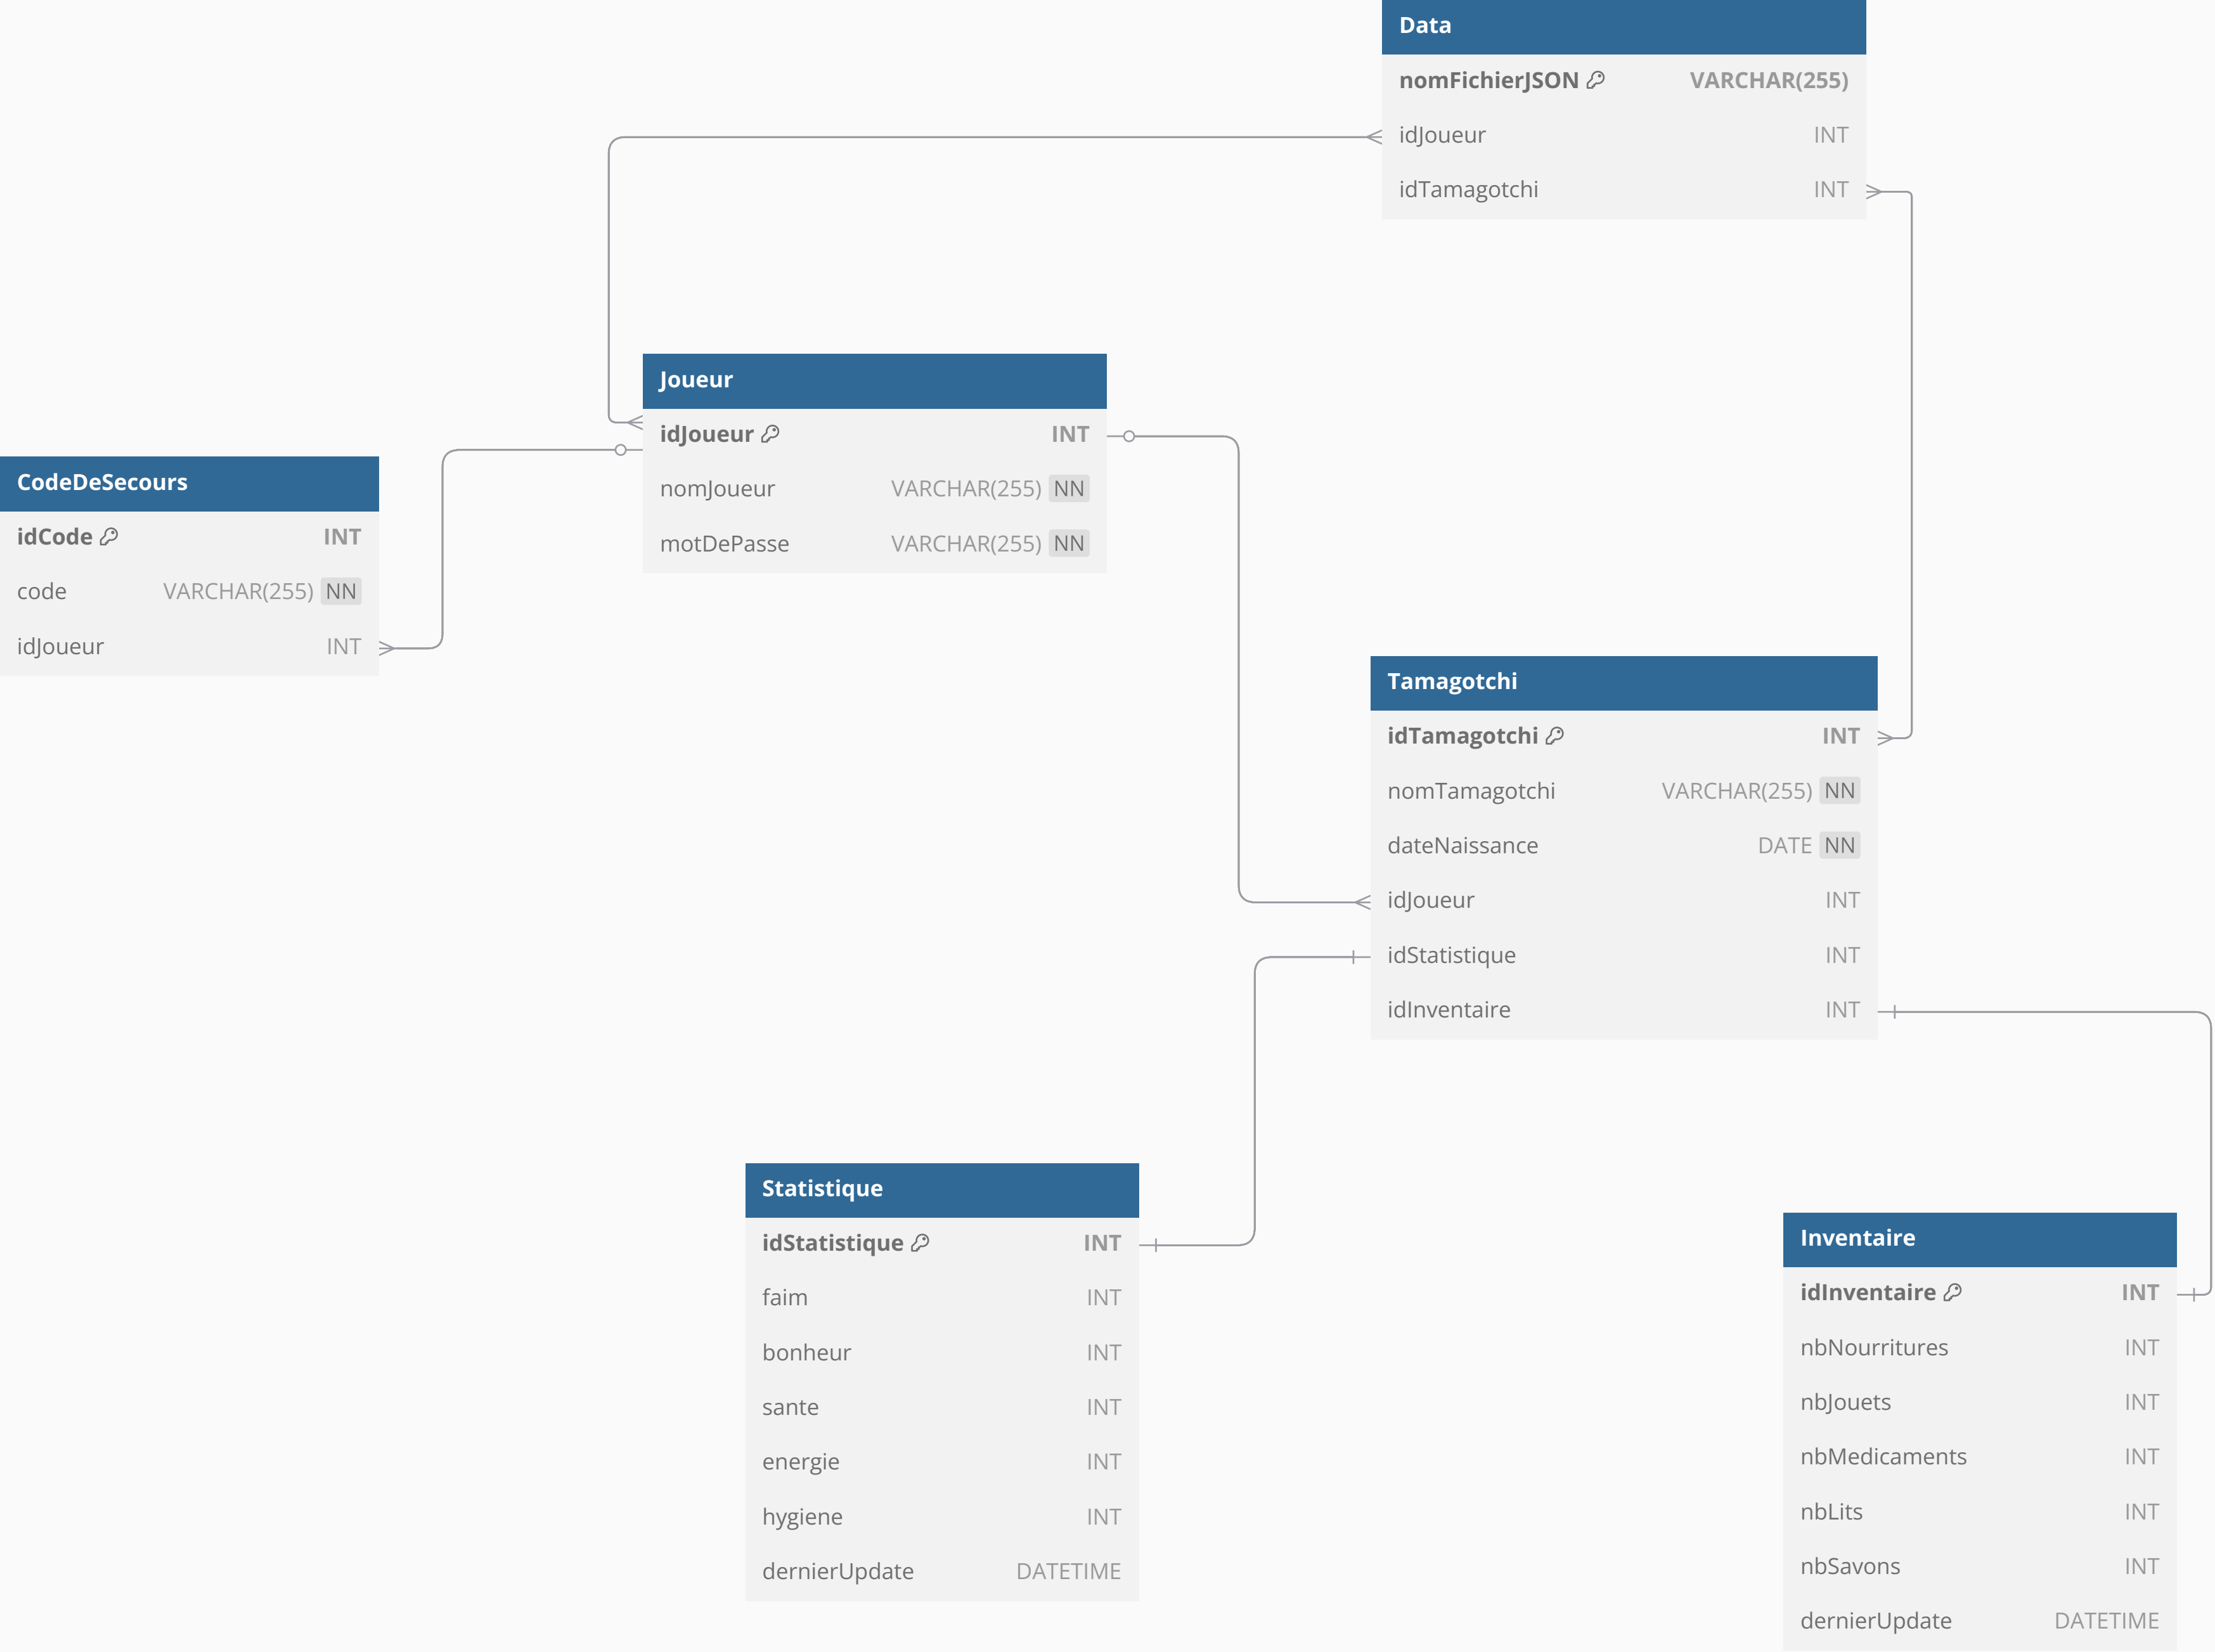 Data
nomFichierJSON VARCHAR(255)
idJoueur INT
idTamagotchi INT
Joueur
idJoueur INT
nomJoueur VARCHAR(255) NN
motDePasse VARCHAR(255) NN
CodeDeSecours
idCode INT
code VARCHAR(255) NN
idJoueur INT
Tamagotchi
idTamagotchi INT
nomTamagotchi VARCHAR(255) NN
dateNaissance DATE NN
idJoueur INT
idStatistique INT
idInventaire INT
Statistique
idStatistique INT
faim INT
bonheur INT
sante INT
energie INT
hygiene INT
dernierUpdate DATETIME
Inventaire
idInventaire INT
nbNourritures INT
nbJouets INT
nbMedicaments INT
nbLits INT
nbSavons INT
dernierUpdate DATETIME